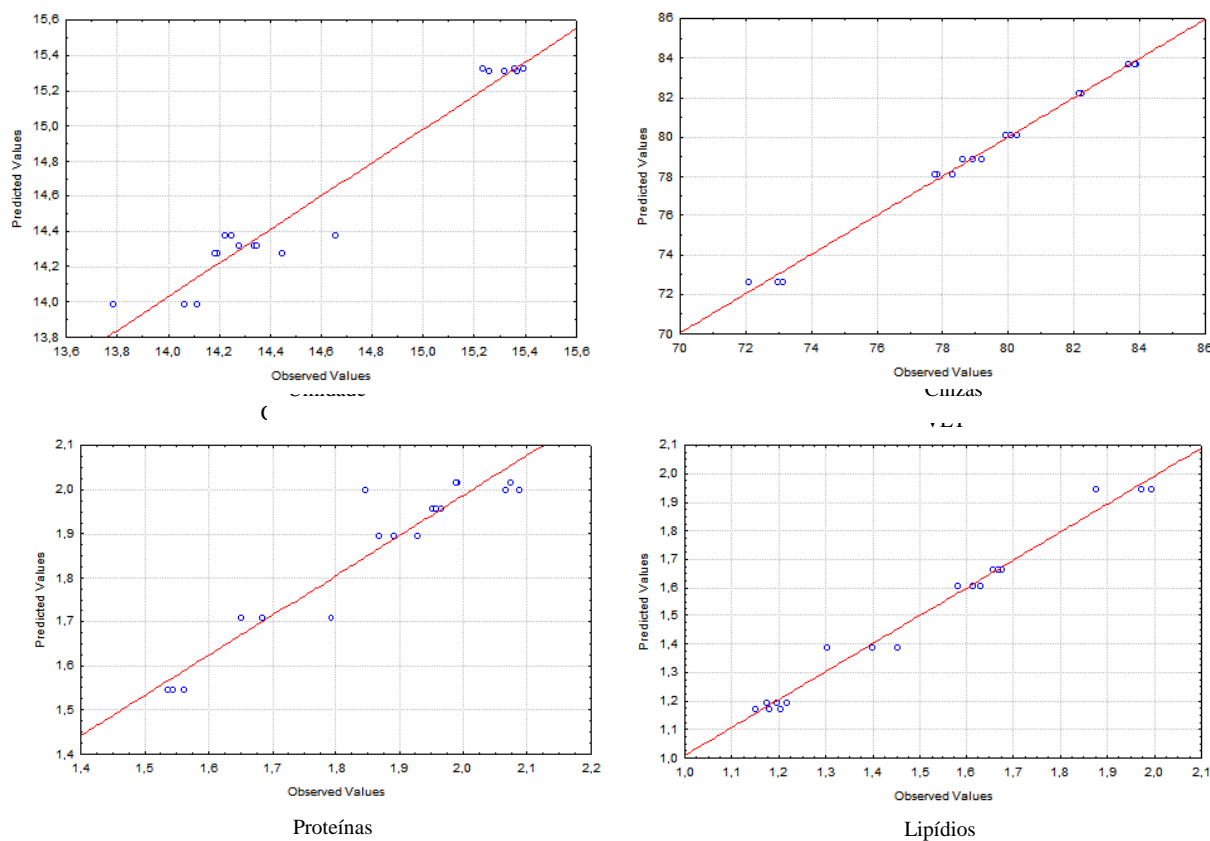 15,6
15,4
15,2
15,0
14,8
14,6
14,4
14,2
14,0
13,8
Predicted Values
13,6 13,8 14,0 14,2 14,4 14,6 14,8 15,0 15,2 15,4 15,6
Observed Values
Umidade
86
84
82
80
78
76
74
72
70
Predicted Values
70 72 74 76 78 80 82 84 86
Observed Values
Cinzas
2,1
2,0
1,9
1,8
1,7
1,6
1,5
1,4
Predicted Values
1,4 1,5 1,6 1,7 1,8 1,9 2,0 2,1 2,2
Observed Values
Proteínas
2,1
2,0
1,9
1,8
1,7
1,6
1,5
1,4
1,3
1,2
1,1
1,0
Predicted Values
1,0 1,1 1,2 1,3 1,4 1,5 1,6 1,7 1,8 1,9 2,0 2,1
Observed Values
Lipídios